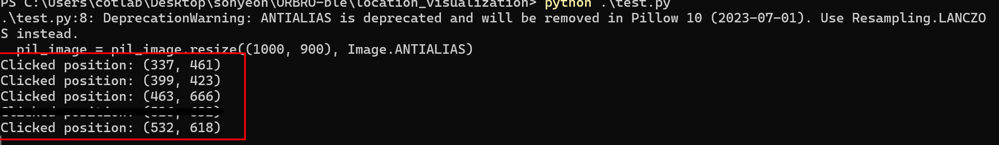 PS C:\Users\cotlab\Desktop\sonyeon\ORBRO-ble\location_visualization> python .\test.py
.\test.py:8: DeprecationWarning: ANTIALIAS is deprecated and will be removed in Pillow 10 (2023-07-01). Use Resampling.LANCZO
S instead.
pil_image = pil_image.resize((1000, 900), Image.ANTIALIAS)
Clicked position: (337, 461)
Clicked position: (399, 423)
Clicked position: (463, 666)
Clicked position:
Clicked position: (532, 618)